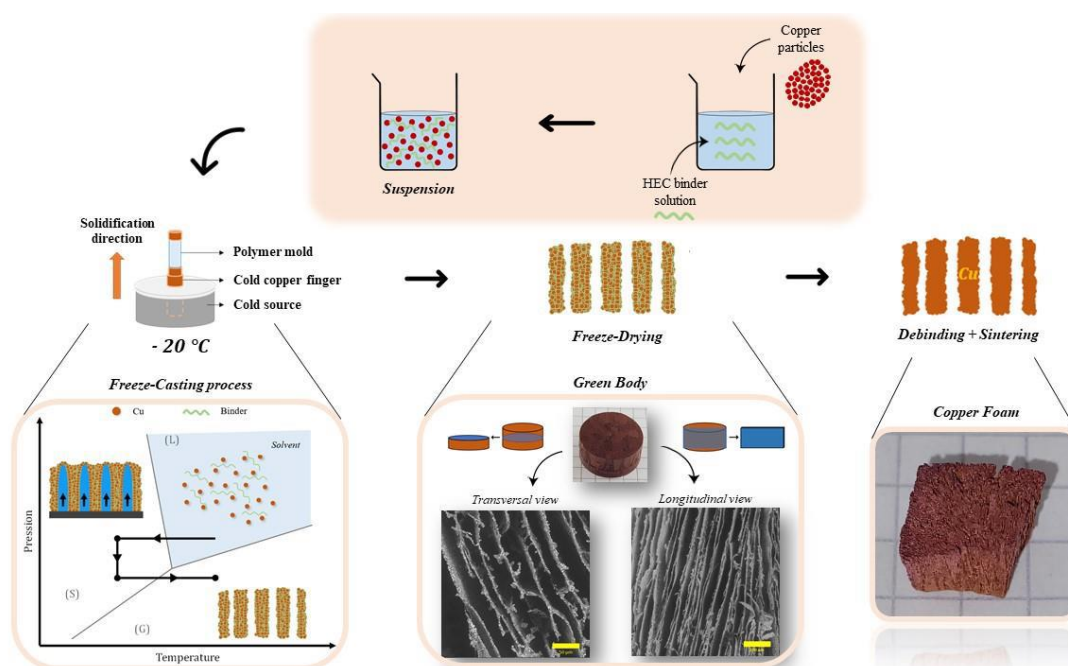 Copper
particles
HEC binder
solution
Suspension
Solidification
direction
Polymer mold
Cold copper finger
Cold source
- 20 °C
Freeze-Casting process
Freeze-Drying
Cu
Debinding + Sintering
Cu
Binder
(L)
Solvent
Pression
(S)
(G)
Temperature
Green Body
Transversal view
Longitudinal view
Copper Foam